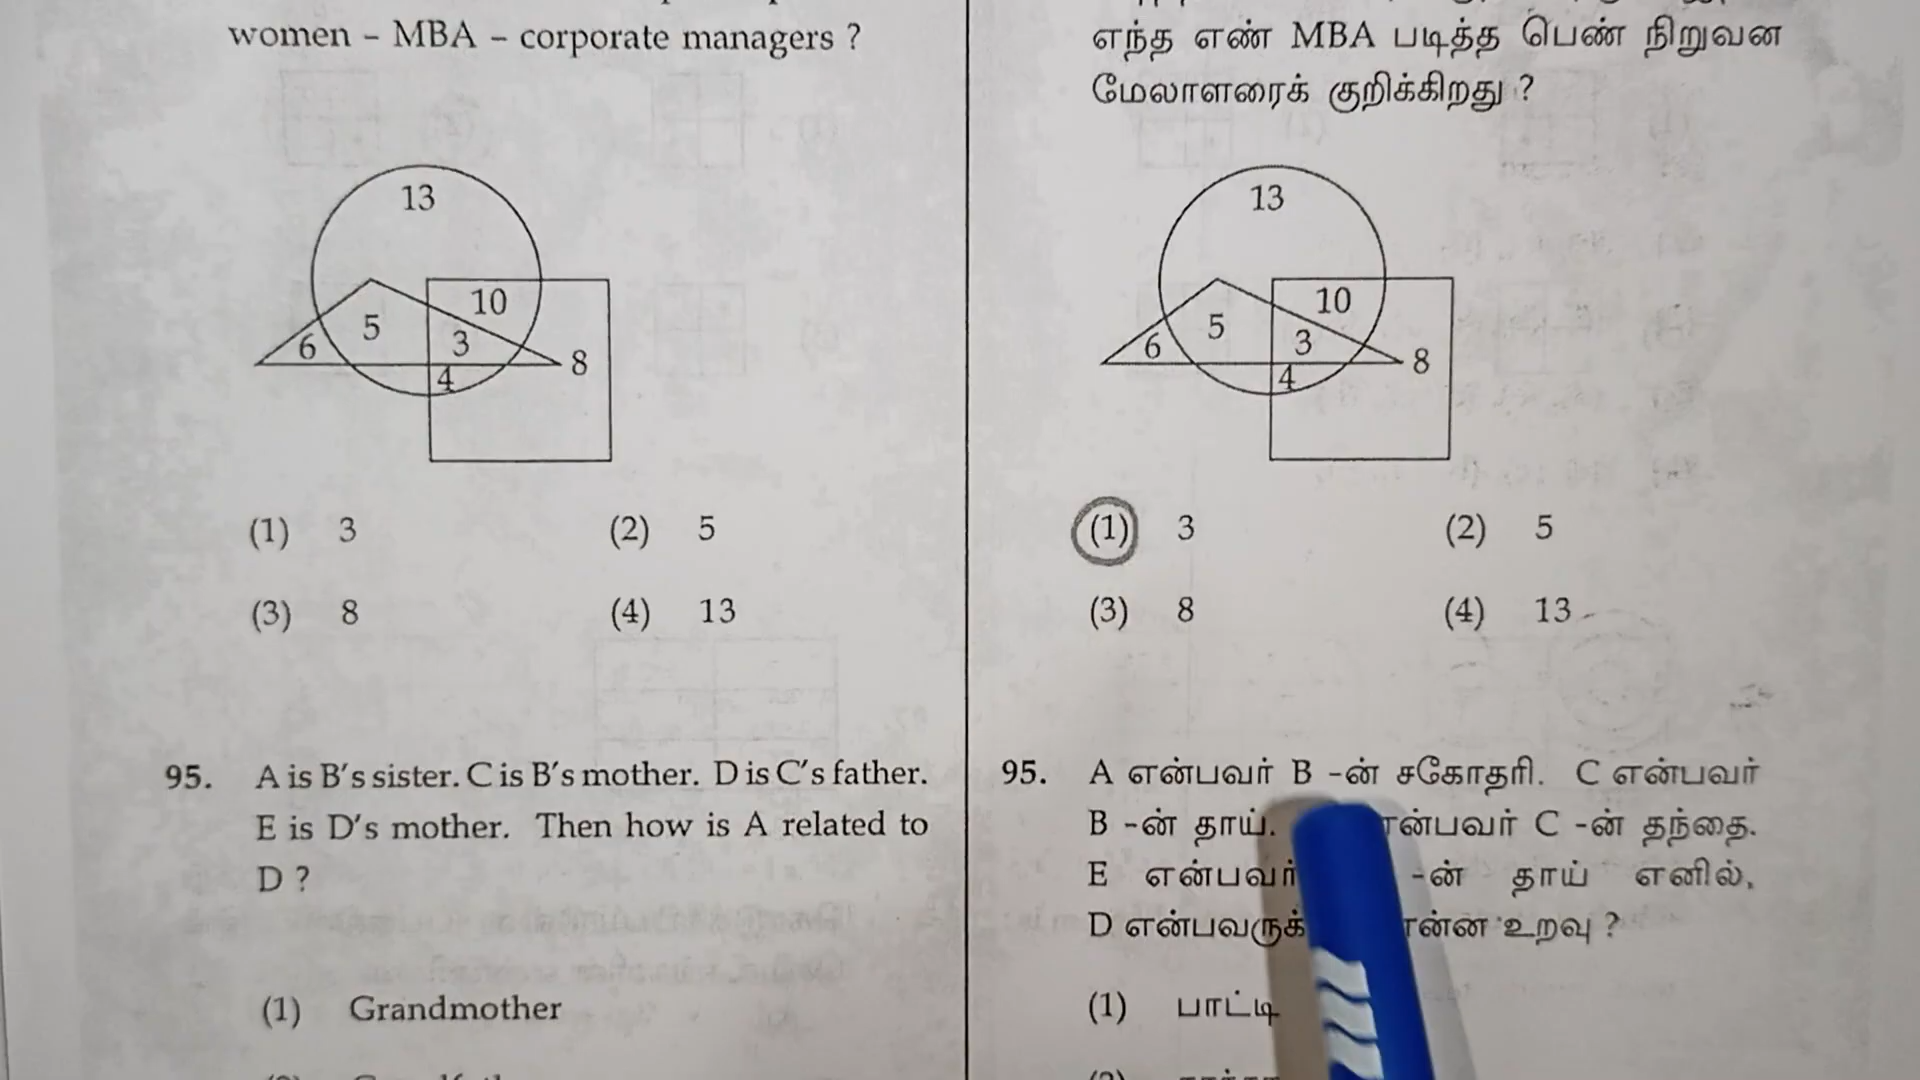 women – MBA – corporate managers ?
13
10
5
3
6
8
4
(1) 3 (2) 5
(3) 8 (4) 13
95. A is B's sister. C is B's mother. D is C's father.
E is D's mother. Then how is A related to
D ?
(1) Grandmother
எந்த எண் MBA படித்த பெண் நிறுவன
மேலாளரைக் குறிக்கிறது ?
13
10
5
3
6
8
4
(1) 3 (2) 5
(3) 8 (4) 13
95. A என்பவர் B -ன் சகோதரி. C என்பவர்
B -ன் தாய். C -ன் தந்தை.
E என்பவர் -ன் தாய் எனில்,
D உறவு ?
(1) பாட்டி